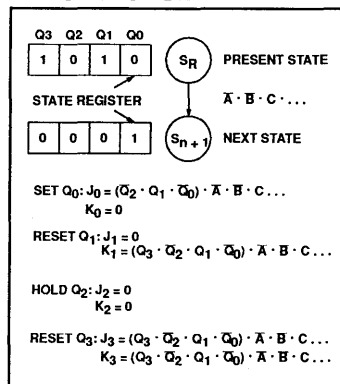 Q3 Q2 Q1 Q0
1 0 1 0
S_R
PRESENT STATE
STATE REGISTER
A̅ · B̅ · C · ...
0 0 0 1
S_{n + 1}
NEXT STATE
SET Q₀: J₀ = (Q̅₂ · Q₁ · Q̅₀) · A̅ · B̅ · C . . .
K₀ = 0
RESET Q₁: J₁ = 0
K₁ = (Q₃ · Q̅₂ · Q₁ · Q̅₀) · A̅ · B̅ · C . . .
HOLD Q₂: J₂ = 0
K₂ = 0
RESET Q₃: J₃ = (Q₃ · Q̅₂ · Q₁ · Q̅₀) · A̅ · B̅ · C . . .
K₃ = (Q₃ · Q̅₂ · Q₁ · Q̅₀) · A̅ · B̅ · C . . .